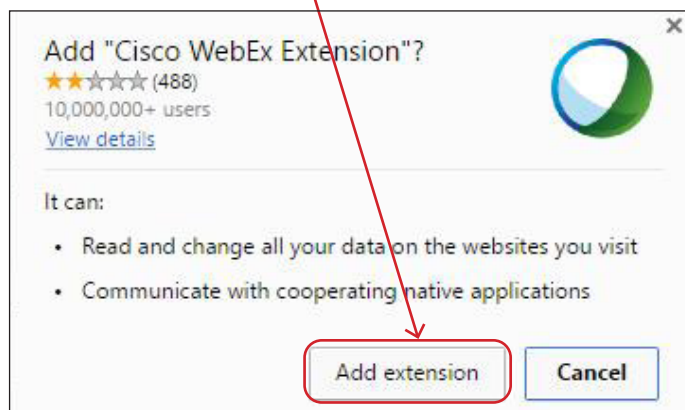 Add "Cisco WebEx Extension"?
(488)
10,000,000+ users
View details
It can:
• Read and change all your data on the websites you visit
• Communicate with cooperating native applications
Add extension
Cancel